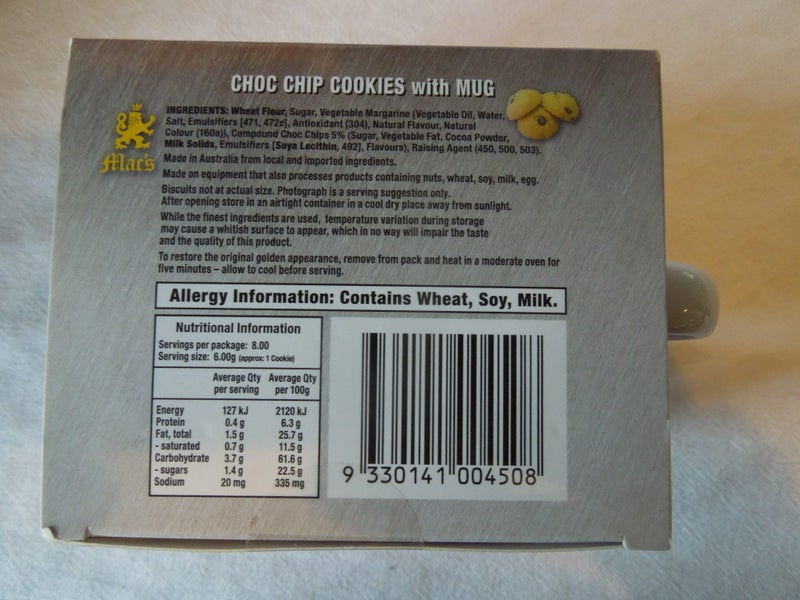 CHOC CHIP COOKIES with MUG
Mac's
INGREDIENTS: Wheat Flour, Sugar, Vegetable Margarine (Vegetable Oil, Water,
Salt, Emulsifiers [471, 472c], Antioxidant (304), Natural Flavour, Natural
Colour (160a)), Compound Choc Chips 5% (Sugar, Vegetable Fat, Cocoa Powder,
Milk Solids, Emulsifiers [Soya Lecithin, 492], Flavours), Raising Agent (450, 500, 503).
Made in Australia from local and imported ingredients.
Made on equipment that also processes products containing nuts, wheat, soy, milk, egg.
Biscuits not at actual size. Photograph is a serving suggestion only.
After opening store in an airtight container in a cool dry place away from sunlight.
While the finest ingredients are used, temperature variation during storage
may cause a whitish surface to appear, which in no way will impair the taste
and the quality of this product.
To restore the original golden appearance, remove from pack and heat in a moderate oven for
five minutes – allow to cool before serving.
Allergy Information: Contains Wheat, Soy, Milk.
Nutritional Information
Servings per package: 8.00
Serving size: 6.00g (approx: 1 Cookie)
Average Qty Average Qty
per serving per 100g
Energy 127 kJ 2120 kJ
Protein 0.4 g 6.3 g
Fat, total 1.5 g 25.7 g
- saturated 0.7 g 11.5 g
Carbohydrate 3.7 g 61.6 g
- sugars 1.4 g 22.5 g
Sodium 20 mg 335 mg
9 330141 004508